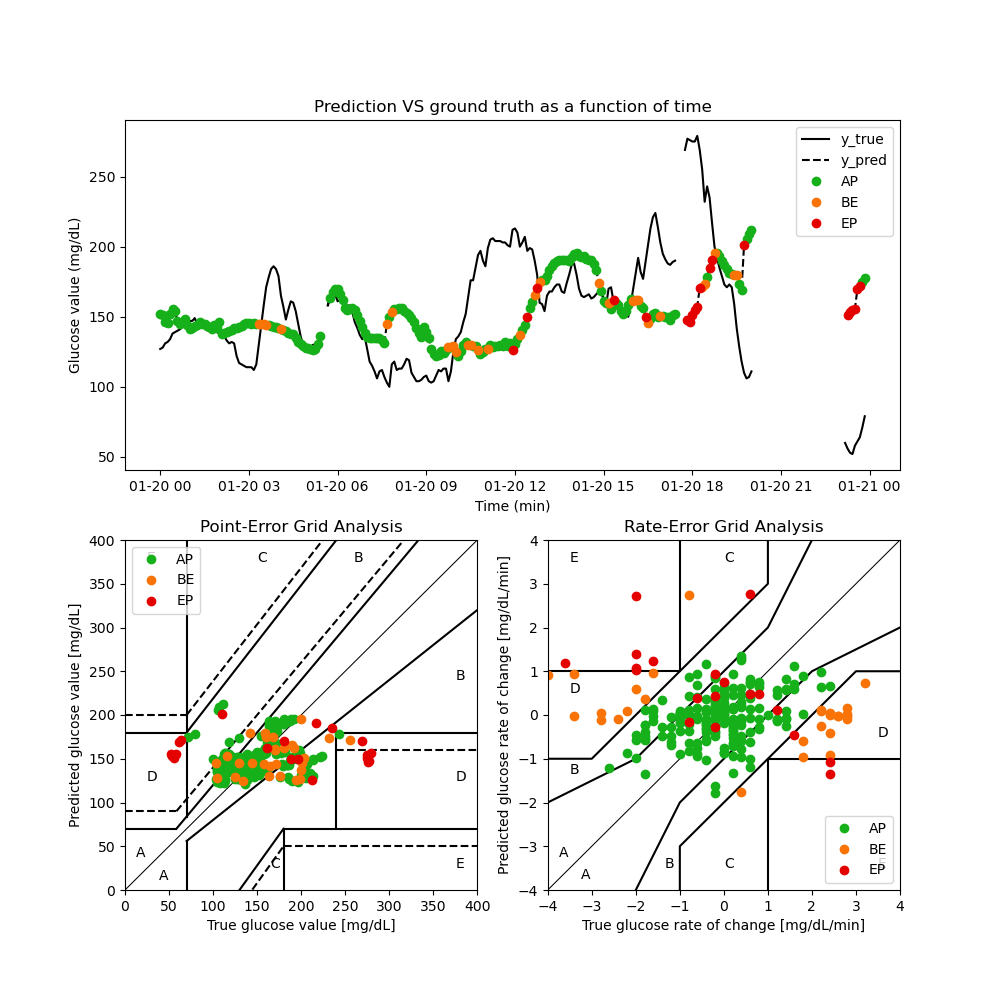 Prediction VS ground truth as a function of time
Glucose value (mg/dL)
250
200
150
100
50
y_true
y_pred
AP
BE
EP
01-20 00 01-20 03 01-20 06 01-20 09 01-20 12 01-20 15 01-20 18 01-20 21 01-21 00
Time (min)
Point-Error Grid Analysis
Predicted glucose value [mg/dL]
400
350
300
250
200
150
100
50
0
AP
BE
EP
C
B
B
D
D
A
A
C
E
0 50 100 150 200 250 300 350 400
True glucose value [mg/dL]
Rate-Error Grid Analysis
Predicted glucose rate of change [mg/dL/min]
4
3
2
1
0
−1
−2
−3
−4
E
C
D
D
B
A
A
B
C
AP
BE
EP
−4 −3 −2 −1 0 1 2 3 4
True glucose rate of change [mg/dL/min]